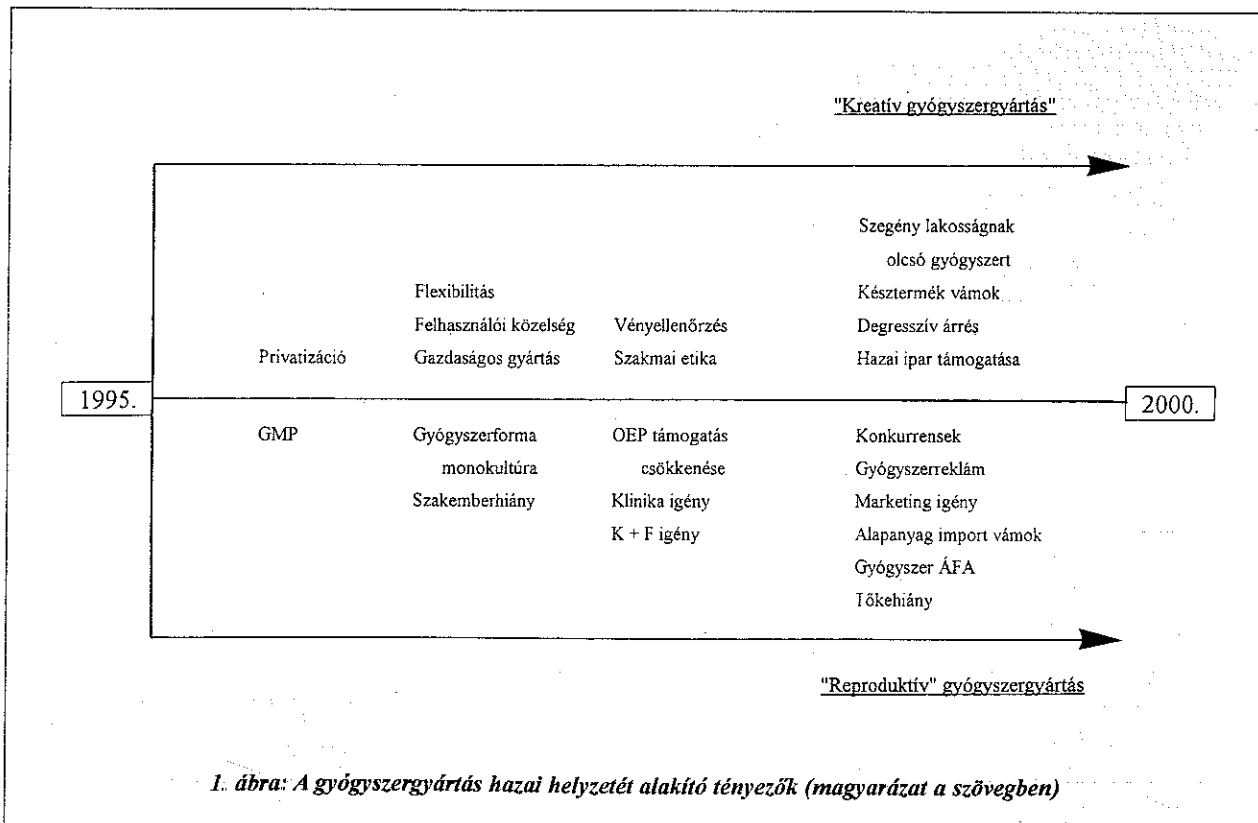 "Kreatív gyógyszergyártás"
Szegény lakosságnak
olcsó gyógyszert
Flexibilitás
Késztermék vámok
Felhasználói közelség
Vényellenőrzés
Degresszív árrés
Privatizáció
Gazdaságos gyártás
Szakmai etika
Hazai ipar támogatása
1995.
2000.
GMP
Gyógyszerforma
monokultúra
Szakemberhiány
OEP támogatás
csökkenése
Klinika igény
K + F igény
Konkurrensek
Gyógyszerreklám
Marketing igény
Alapanyag import vámok
Gyógyszer ÁFA
Tőkehiány
"Reproduktív" gyógyszergyártás
1. ábra: A gyógyszergyártás hazai helyzetét alakító tényezők (magyarázat a szövegben)